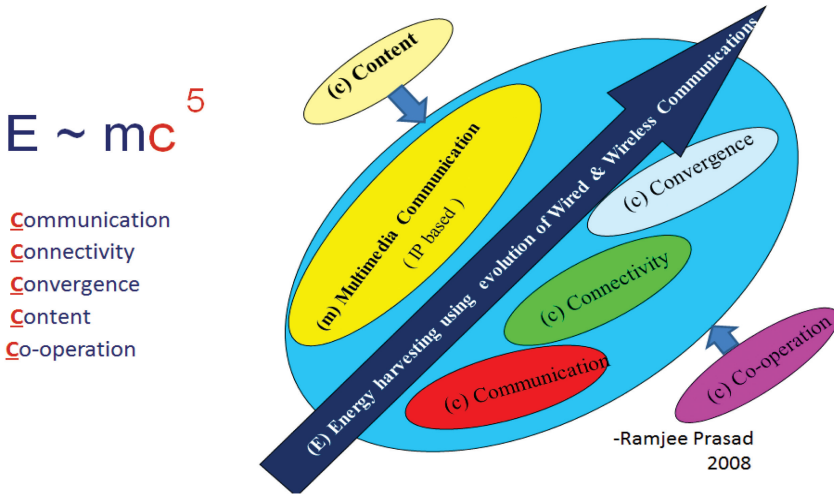 E ~ mc 5
Communication
Connectivity
Convergence
Content
Co-operation
(c) Content
(m) Multimedia Communication
( IP based )
(E) Energy harvesting using evolution of Wired & Wireless Communications
(c) Convergence
(c) Connectivity
(c) Communication
(c) Co-operation
-Ramjee Prasad
2008